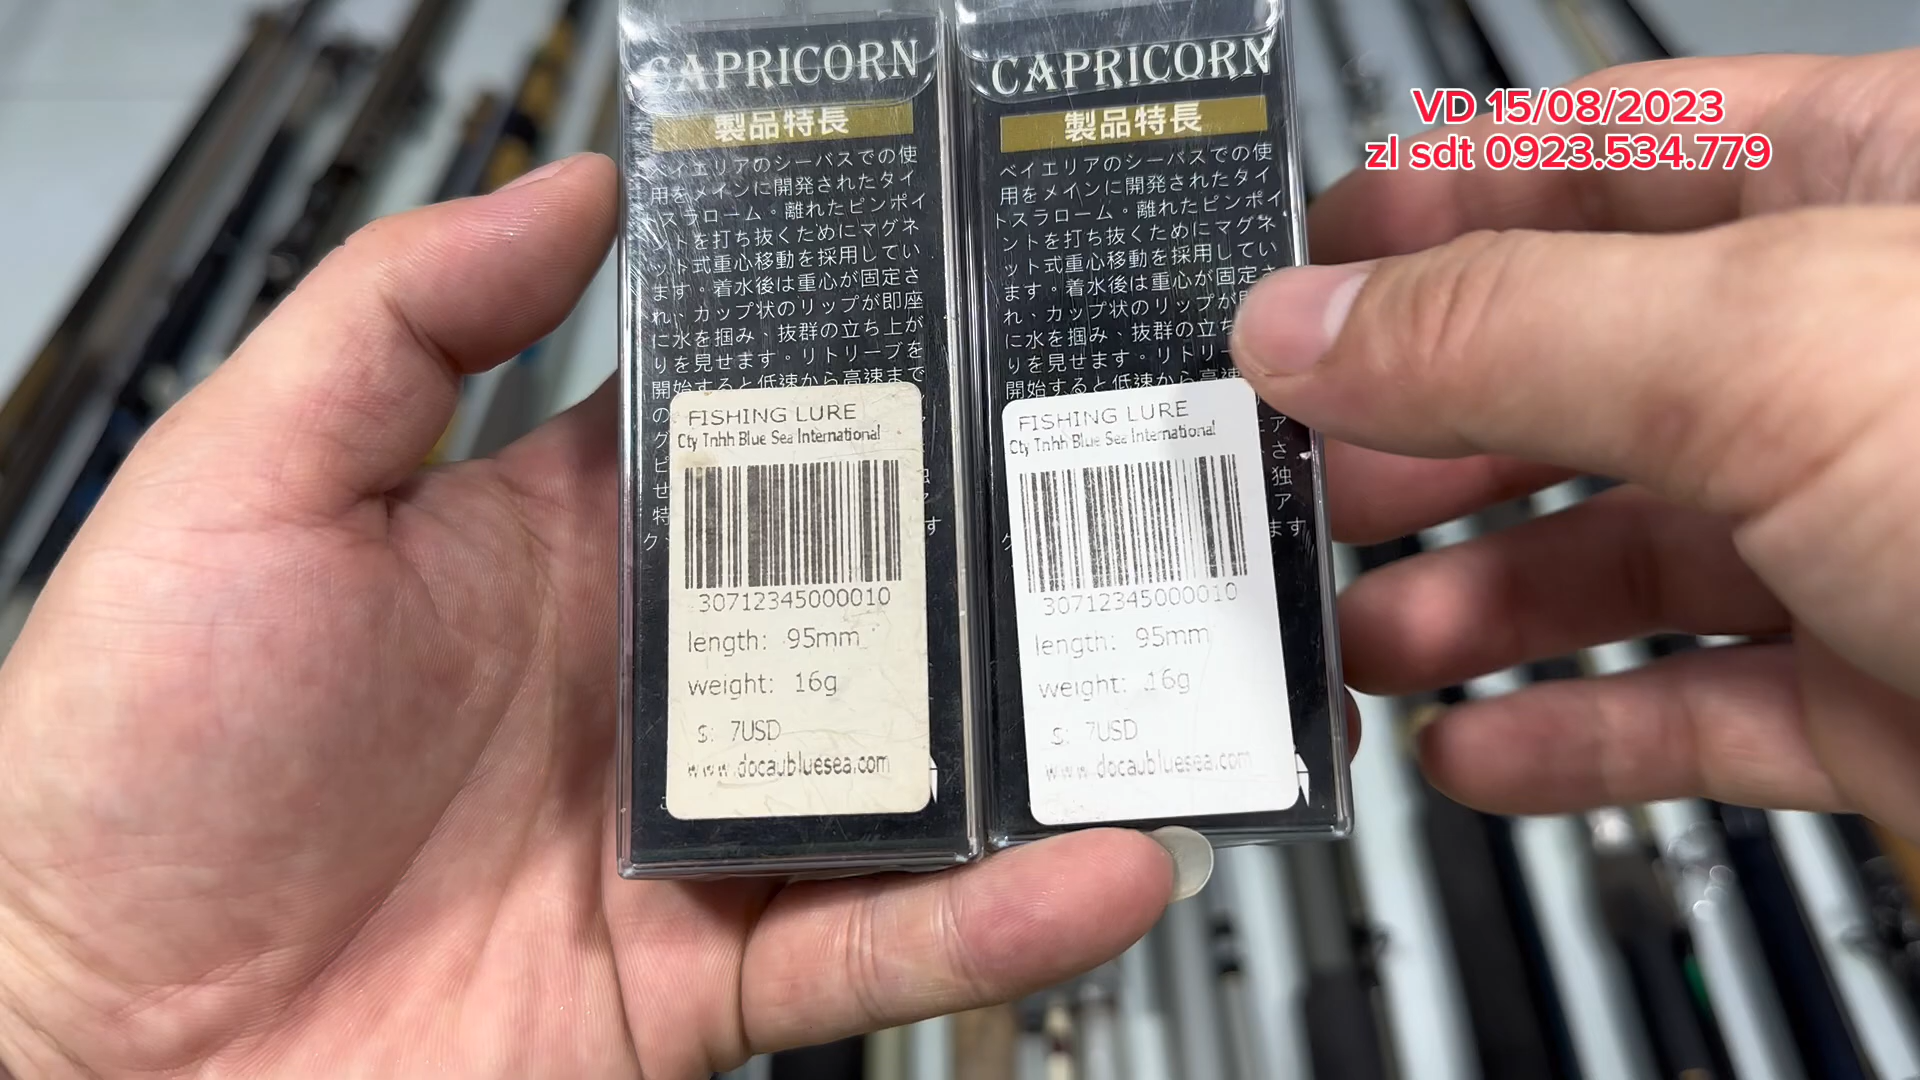 CAPRICORN
製品特長
ベイエリアのシーバスでの使
用をメインに開発されたタイ
トスラローム。離れたピンポイ
ントを打ち抜くためにマグネ
ット式重心移動を採用してい
ます。着水後は重心が固定さ
れ、カップ状のリップが即座
に水を掴み、抜群の立ち上が
りを見せます。リトリーブを
開始すると低速から高速まで
の
グ
ピ
せ
特
ク、
FISHING LURE
Cty Tnhh Blue Sea International
30712345000010
length: 95mm
weight: 16g
S: 7USD
www.docaubluesea.com
CAPRICORN
製品特長
ベイエリアのシーバスでの使
用をメインに開発されたタイ
トスラローム。離れたピンポイ
ントを打ち抜くためにマグネ
ット式重心移動を採用してい
ます。着水後は重心が固定さ
れ、カップ状のリップが
に水を掴み、抜群の立ち
りを見せます。リトリー
開始すると低速から高速
ア
さ
独
ア
ます
FISHING LURE
Cty Tnhh Blue Sea International
30712345000010
length: 95mm
weight: 16g
S: 7USD
www.docaubluesea.com
VD 15/08/2023
zl sdt 0923.534.779